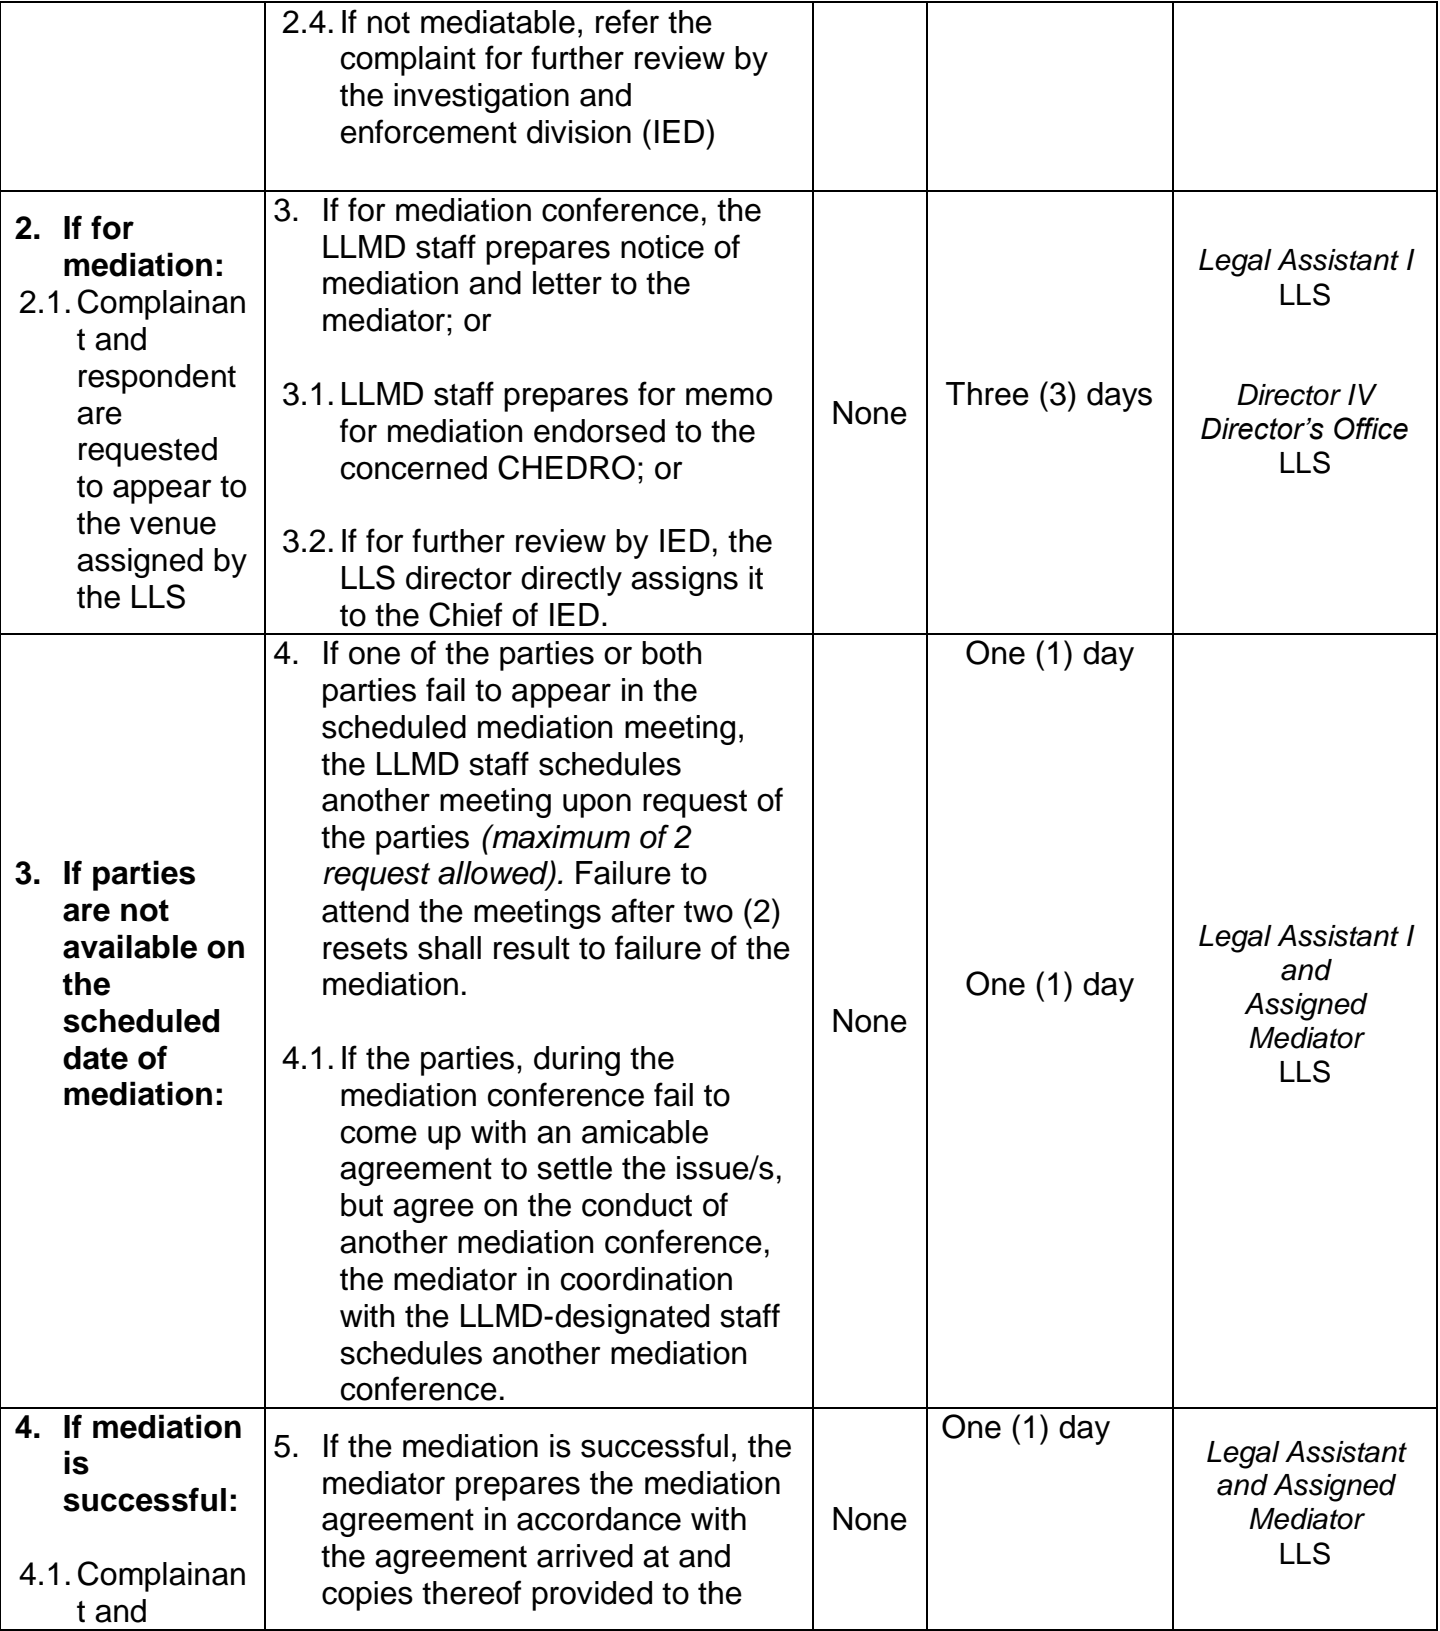 2.4. If not mediatable, refer the
complaint for further review by
the investigation and
enforcement division (IED)
2. If for
mediation:
2.1. Complainan
t and
respondent
are
requested
to appear to
the venue
assigned by
the LLS
3. If for mediation conference, the
LLMD staff prepares notice of
mediation and letter to the
mediator; or
3.1. LLMD staff prepares for memo
for mediation endorsed to the
concerned CHEDRO; or
3.2. If for further review by IED, the
LLS director directly assigns it
to the Chief of IED.
None
Three (3) days
Legal Assistant I
LLS
Director IV
Director’s Office
LLS
3. If parties
are not
available on
the
scheduled
date of
mediation:
4. If one of the parties or both
parties fail to appear in the
scheduled mediation meeting,
the LLMD staff schedules
another meeting upon request of
the parties (maximum of 2
request allowed). Failure to
attend the meetings after two (2)
resets shall result to failure of the
mediation.
4.1. If the parties, during the
mediation conference fail to
come up with an amicable
agreement to settle the issue/s,
but agree on the conduct of
another mediation conference,
the mediator in coordination
with the LLMD-designated staff
schedules another mediation
conference.
None
One (1) day
One (1) day
Legal Assistant I
and
Assigned
Mediator
LLS
4. If mediation
is
successful:
4.1. Complainan
t and
5. If the mediation is successful, the
mediator prepares the mediation
agreement in accordance with
the agreement arrived at and
copies thereof provided to the
None
One (1) day
Legal Assistant
and Assigned
Mediator
LLS